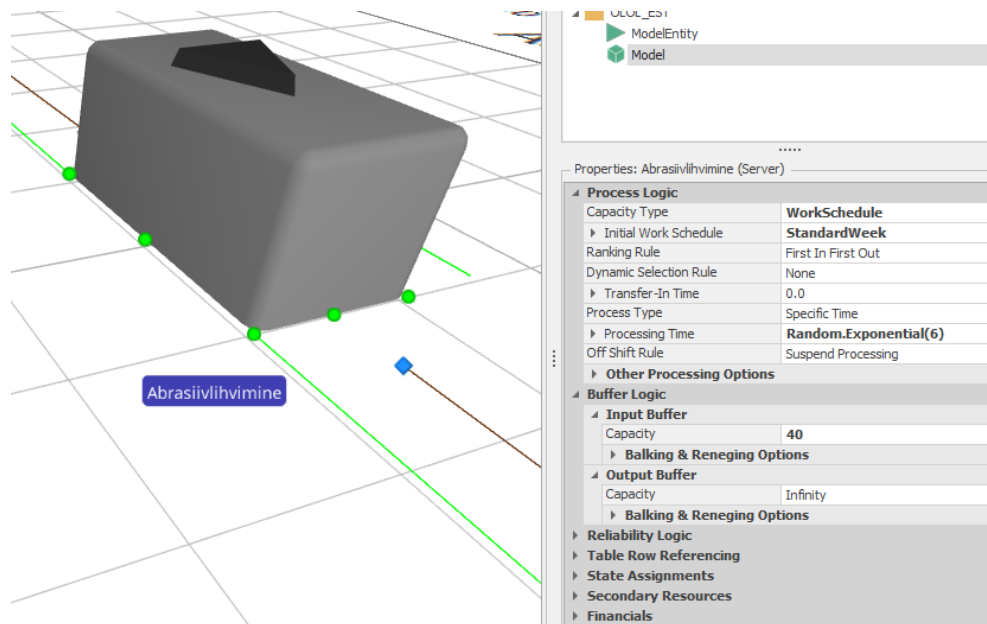 ModelEntity
Model
Properties: Abrasiivlihvimine (Server)
Process Logic
Capacity Type WorkSchedule
Initial Work Schedule StandardWeek
Ranking Rule First In First Out
Dynamic Selection Rule None
Transfer-In Time 0.0
Process Type Specific Time
Processing Time Random.Exponential(6)
Off Shift Rule Suspend Processing
Other Processing Options
Buffer Logic
Input Buffer
Capacity 40
Balking & Reneging Options
Output Buffer
Capacity Infinity
Balking & Reneging Options
Reliability Logic
Table Row Referencing
State Assignments
Secondary Resources
Financials
Abrasiivlihvimine